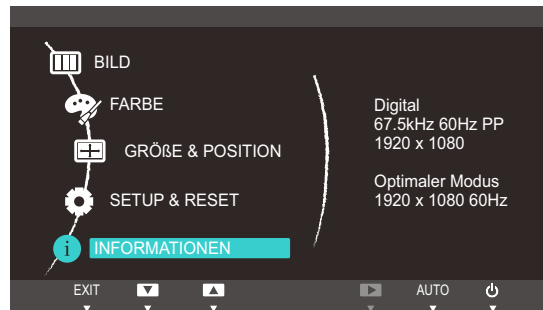 BILD
FARBE
GRÖßE & POSITION
SETUP & RESET
i INFORMATIONEN
Digital
67.5kHz 60Hz PP
1920 x 1080
Optimaler Modus
1920 x 1080 60Hz
EXIT
AUTO